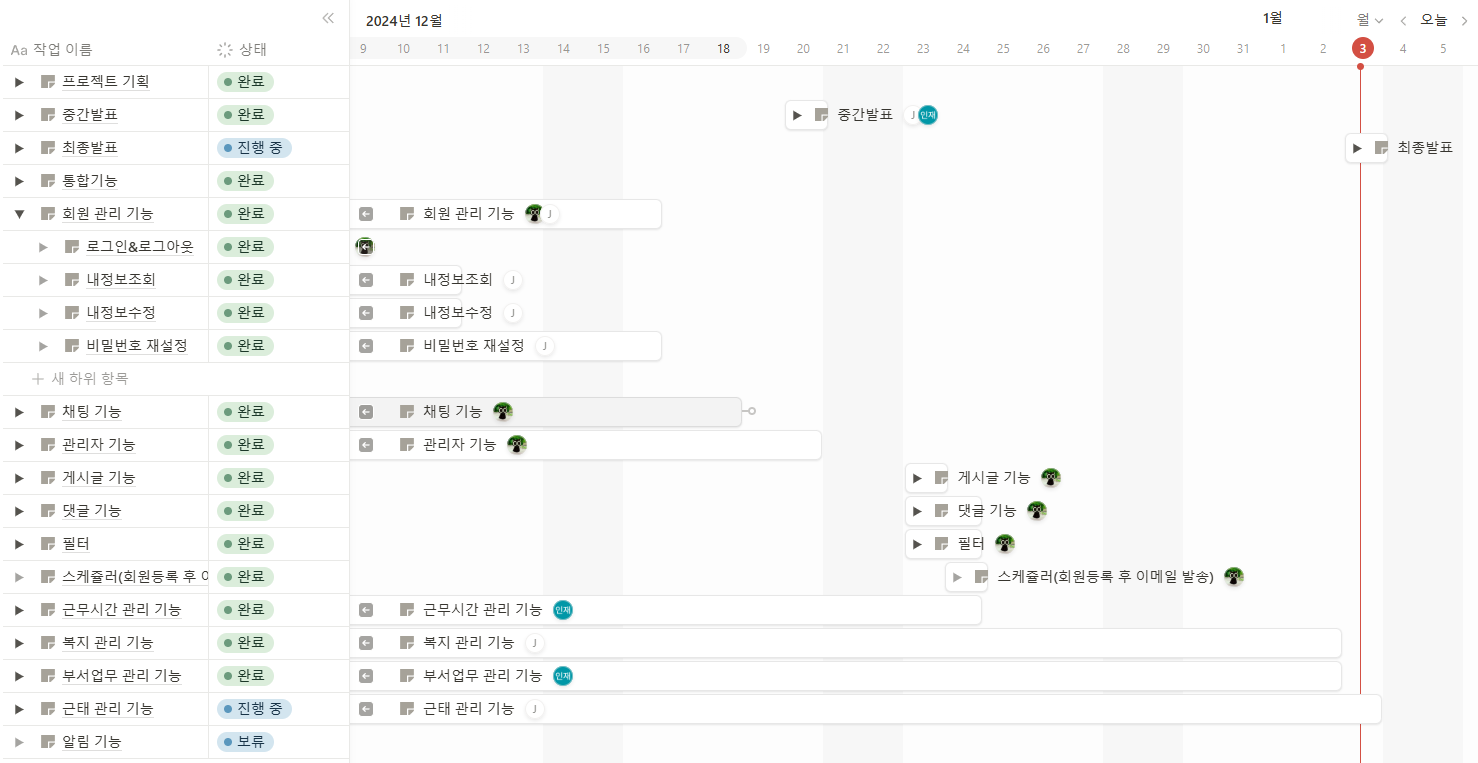 2024년 12월 1월 월 오늘
Aa 작업 이름 상태 9 10 11 12 13 14 15 16 17 18 19 20 21 22 23 24 25 26 27 28 29 30 31 1 2 3 4 5
프로젝트 기획 완료
중간발표 완료 중간발표 J 인재
최종발표 진행 중 최종발표
통합기능 완료
회원 관리 기능 완료 회원 관리 기능 J
로그인&로그아웃 완료
내정보조회 완료 내정보조회 J
내정보수정 완료 내정보수정 J
비밀번호 재설정 완료 비밀번호 재설정 J
+ 새 하위 항목
채팅 기능 완료 채팅 기능
관리자 기능 완료 관리자 기능
게시글 기능 완료 게시글 기능
댓글 기능 완료 댓글 기능
필터 완료 필터
스케쥴러(회원등록 후 이 완료 스케쥴러(회원등록 후 이메일 발송)
근무시간 관리 기능 완료 근무시간 관리 기능 인재
복지 관리 기능 완료 복지 관리 기능 J
부서업무 관리 기능 완료 부서업무 관리 기능 인재
근태 관리 기능 진행 중 근태 관리 기능 J
알림 기능 보류